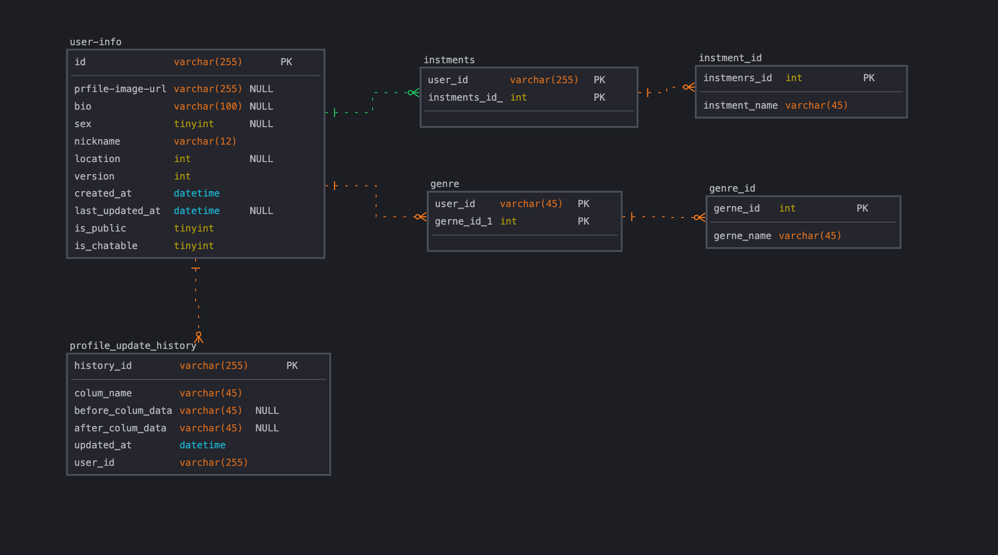 user-info
id varchar(255) PK
prfile-image-url varchar(255) NULL
bio varchar(100) NULL
sex tinyint NULL
nickname varchar(12)
location int NULL
version int
created_at datetime
last_updated_at datetime NULL
is_public tinyint
is_chatable tinyint
instments
user_id varchar(255) PK
instments_id_ int PK
instment_id
instmenrs_id int PK
instment_name varchar(45)
genre
user_id varchar(45) PK
gerne_id_1 int PK
genre_id
gerne_id int PK
gerne_name varchar(45)
profile_update_history
history_id varchar(255) PK
colum_name varchar(45)
before_colum_data varchar(45) NULL
after_colum_data varchar(45) NULL
updated_at datetime
user_id varchar(255)